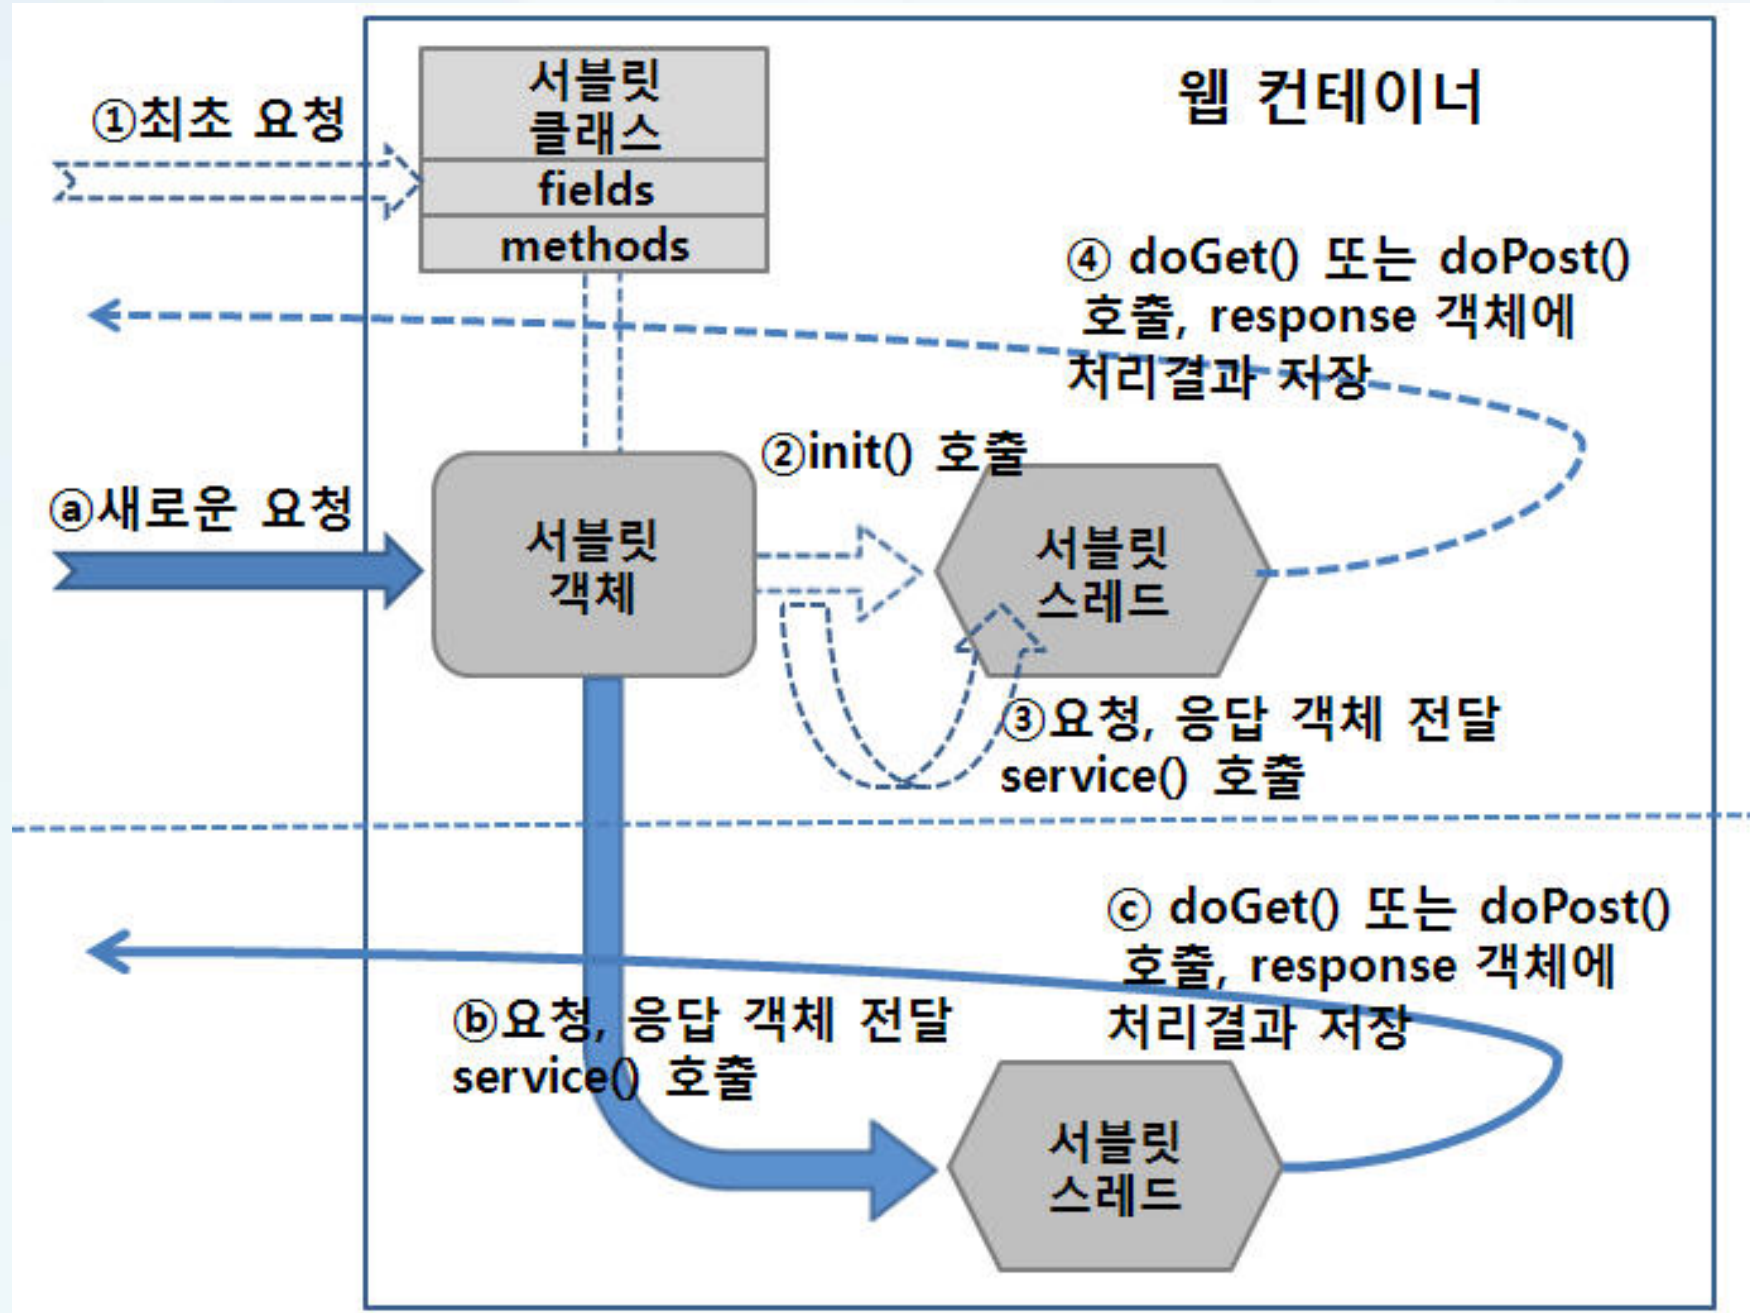 웹 컨테이너
서블릿
클래스
fields
methods
①최초 요청
④ doGet() 또는 doPost()
호출, response 객체에
처리결과 저장
②init() 호출
ⓐ새로운 요청
서블릿
객체
서블릿
스레드
③요청, 응답 객체 전달
service() 호출
ⓒ doGet() 또는 doPost()
호출, response 객체에
처리결과 저장
ⓑ요청, 응답 객체 전달
service() 호출
서블릿
스레드